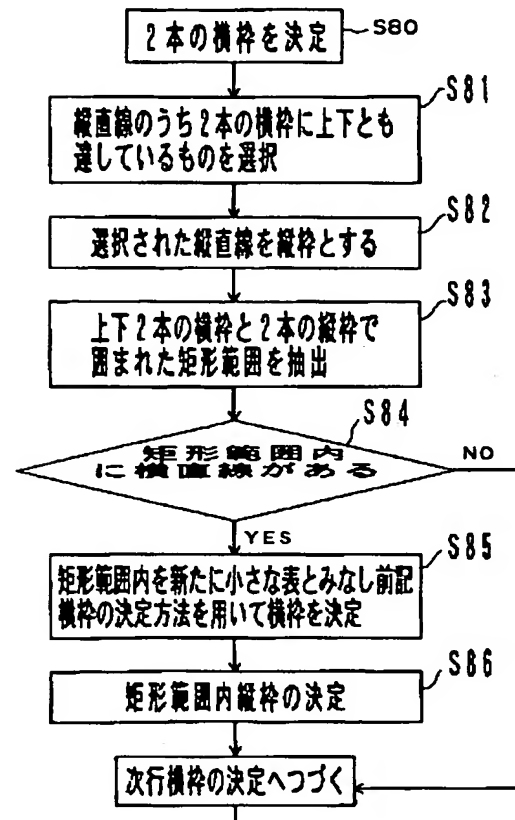 2本の横枠を決定
S80
S81
縦直線のうち2本の横枠に上下とも
達しているものを選択
S82
選択された縦直線を縦枠とする
S83
上下2本の横枠と2本の縦枠で
囲まれた矩形範囲を抽出
S84
矩形範囲内
に横直線がある
NO
YES
S85
矩形範囲内を新たに小さな表とみなし前記
横枠の決定方法を用いて横枠を決定
S86
矩形範囲内縦枠の決定
次行横枠の決定へつづく